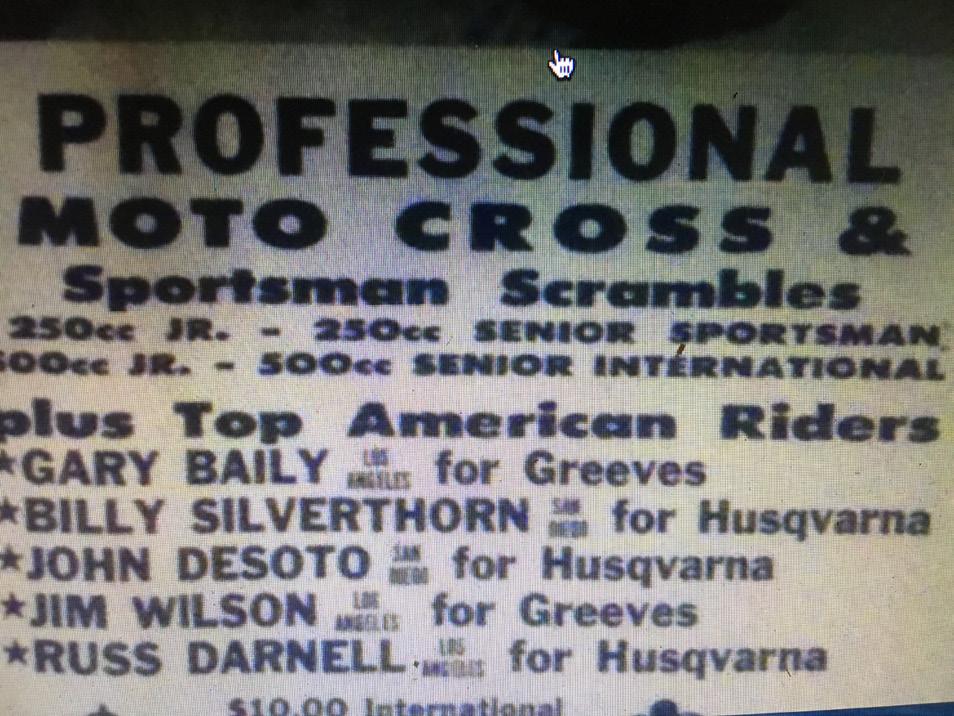 PROFESSIONAL
MOTO CROSS &
Sportsman Scrambles
250cc JR. - 250cc SENIOR SPORTSMAN
500cc JR. - 500cc SENIOR INTERNATIONAL
plus Top American Riders
★GARY BAILY LOS ANGELES for Greeves
★BILLY SILVERTHORN SAN DIEGO for Husqvarna
★JOHN DESOTO SAN DIEGO for Husqvarna
★JIM WILSON LOS ANGELES for Greeves
★RUSS DARNELL LOS ANGELES for Husqvarna
$10.00 International